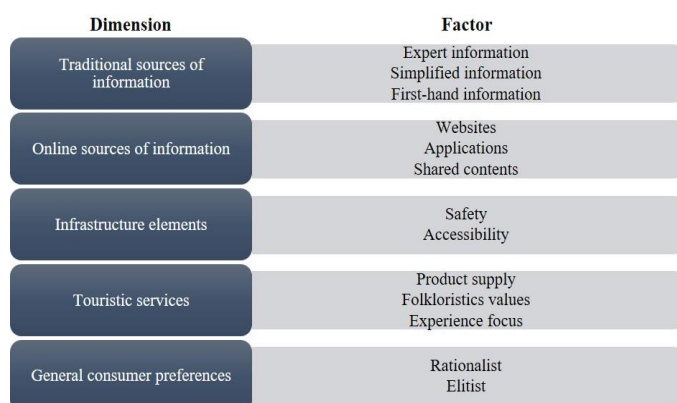 Dimension Factor
Traditional sources of
information
Expert information
Simplified information
First-hand information
Online sources of information
Websites
Applications
Shared contents
Infrastructure elements
Safety
Accessibility
Touristic services
Product supply
Folkloristics values
Experience focus
General consumer preferences
Rationalist
Elitist